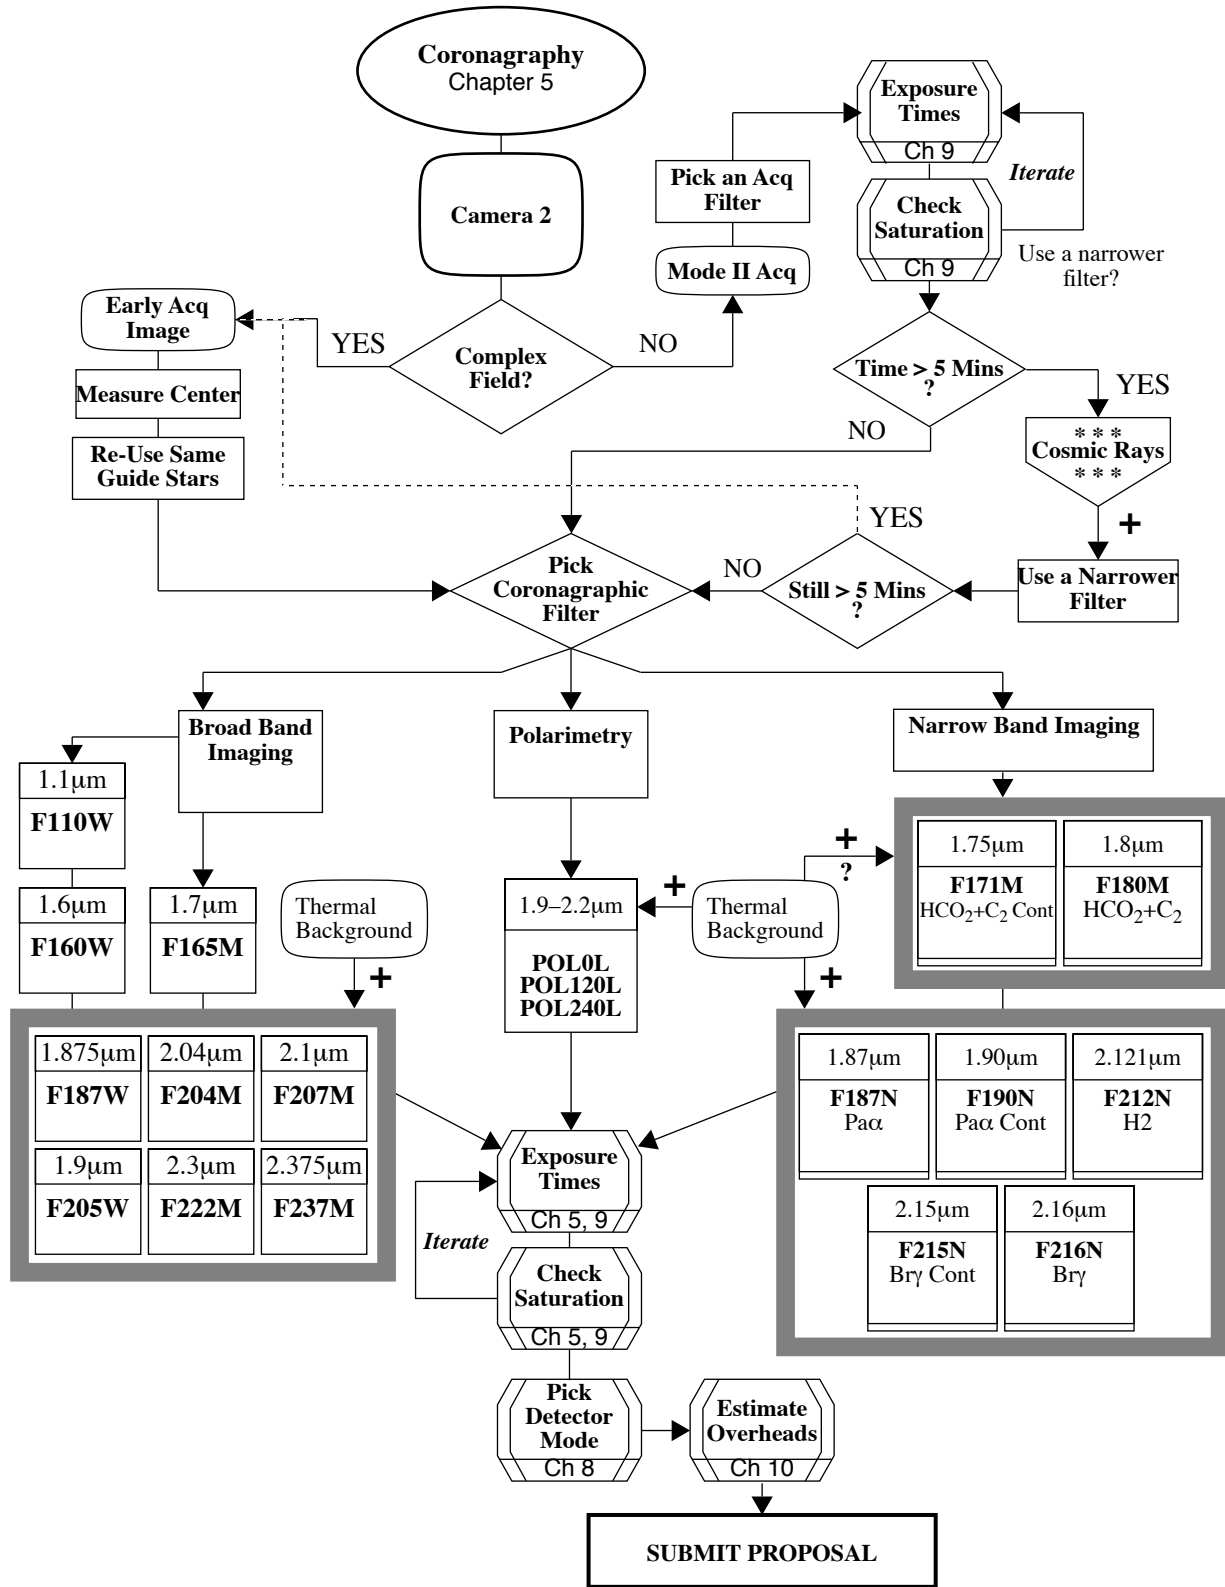 Coronagraphy
Chapter 5
Camera 2
Complex
Field?
YES
NO
Early Acq
Image
Measure Center
Re-Use Same
Guide Stars
Mode II Acq
Pick an Acq
Filter
Exposure
Times
Ch 9
Iterate
Check
Saturation
Ch 9
Use a narrower
filter?
Time > 5 Mins
?
YES
NO
* * *
Cosmic Rays
* * *
+
Use a Narrower
Filter
Still > 5 Mins
?
YES
NO
Pick
Coronagraphic
Filter
Broad Band
Imaging
Polarimetry
Narrow Band Imaging
1.1μm
F110W
1.6μm
F160W
1.7μm
F165M
Thermal
Background
+
1.875μm
F187W
2.04μm
F204M
2.1μm
F207M
1.9μm
F205W
2.3μm
F222M
2.375μm
F237M
1.9–2.2μm
POL0L
POL120L
POL240L
+
Thermal
Background
+
?
+
1.75μm
F171M
HCO₂+C₂ Cont
1.8μm
F180M
HCO₂+C₂
1.87μm
F187N
Paα
1.90μm
F190N
Paα Cont
2.121μm
F212N
H2
2.15μm
F215N
Brγ Cont
2.16μm
F216N
Brγ
Exposure
Times
Ch 5, 9
Iterate
Check
Saturation
Ch 5, 9
Pick
Detector
Mode
Ch 8
Estimate
Overheads
Ch 10
SUBMIT PROPOSAL